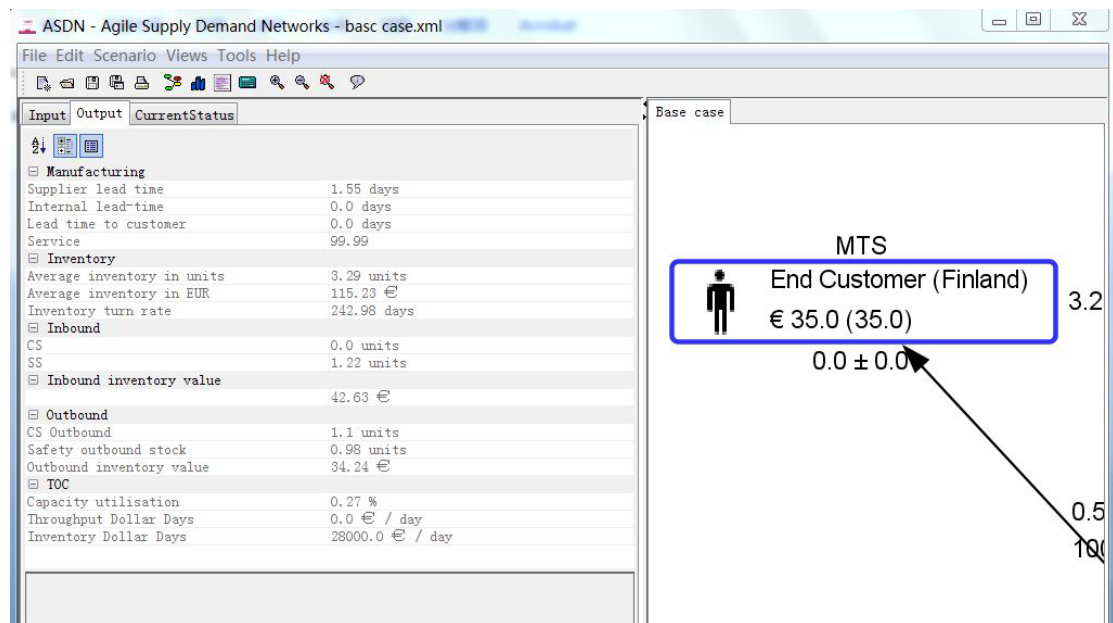 ASDN - Agile Supply Demand Networks - basc case.xml
File Edit Scenario Views Tools Help
Input Output CurrentStatus
Base case
Manufacturing
Supplier lead time 1.55 days
Internal lead-time 0.0 days
Lead time to customer 0.0 days
Service 99.99
Inventory
Average inventory in units 3.29 units
Average inventory in EUR 115.23 €
Inventory turn rate 242.98 days
Inbound
CS 0.0 units
SS 1.22 units
Inbound inventory value
42.63 €
Outbound
CS Outbound 1.1 units
Safety outbound stock 0.98 units
Outbound inventory value 34.24 €
TOC
Capacity utilisation 0.27 %
Throughput Dollar Days 0.0 € / day
Inventory Dollar Days 28000.0 € / day
MTS
End Customer (Finland)
€ 35.0 (35.0)
0.0 ± 0.0
3.2
0.5
100